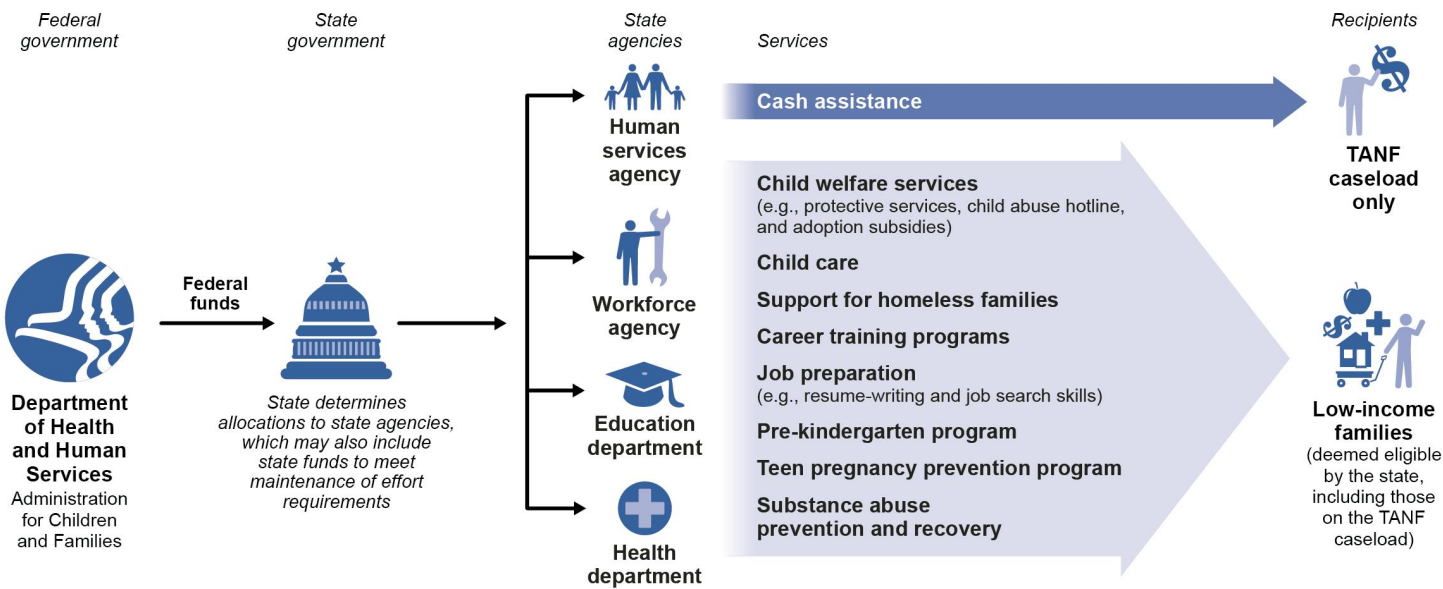 Federal
government
State
government
State
agencies
Services
Recipients
Department
of Health
and Human
Services
Administration
for Children
and Families
Federal
funds
State determines
allocations to state agencies,
which may also include
state funds to meet
maintenance of effort
requirements
Human
services
agency
Workforce
agency
Education
department
Health
department
Cash assistance
Child welfare services
(e.g., protective services, child abuse hotline,
and adoption subsidies)
Child care
Support for homeless families
Career training programs
Job preparation
(e.g., resume-writing and job search skills)
Pre-kindergarten program
Teen pregnancy prevention program
Substance abuse
prevention and recovery
$
TANF
caseload
only
$
Low-income
families
(deemed eligible
by the state,
including those
on the TANF
caseload)